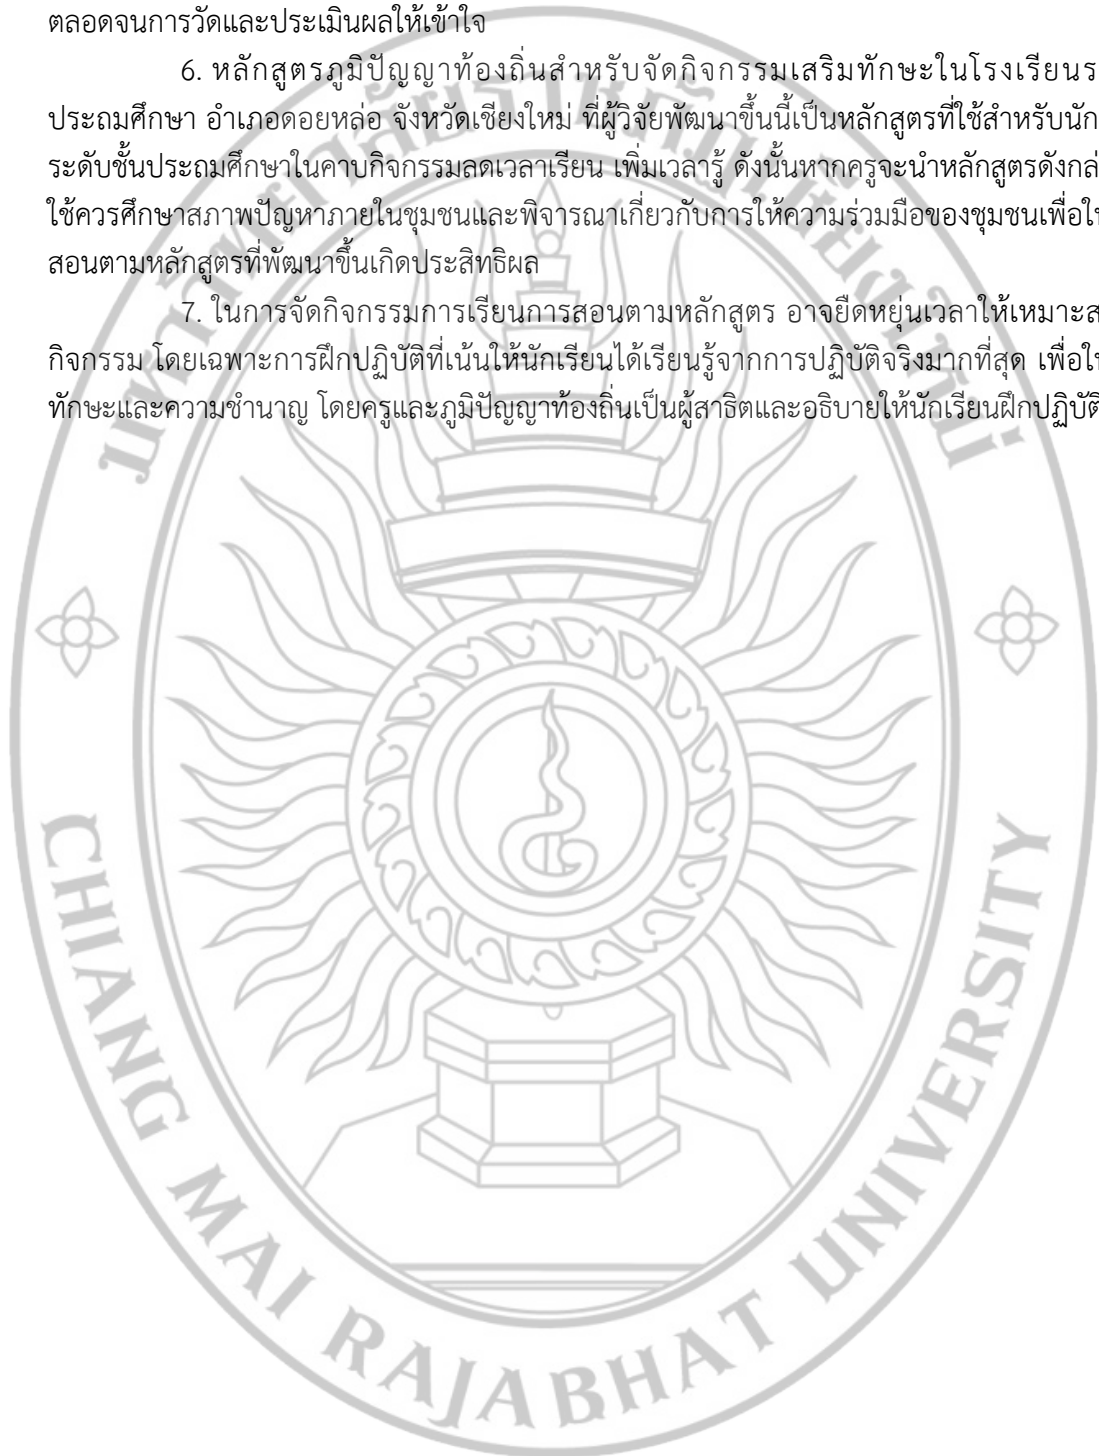 ตลอดจนการวัดและประเมินผลให้เข้าใจ
6. หลักสูตรภูมิปัญญาท้องถิ่นสำหรับจัดกิจกรรมเสริมทักษะในโรงเรียนร
ประถมศึกษา อำเภอดอยหล่อ จังหวัดเชียงใหม่ ที่ผู้วิจัยพัฒนาขึ้นนี้เป็นหลักสูตรที่ใช้สำหรับนัก
ระดับชั้นประถมศึกษาในคาบกิจกรรมลดเวลาเรียน เพิ่มเวลารู้ ดังนั้นหากครูจะนำหลักสูตรดังกล่
ใช้ควรศึกษาสภาพปัญหาภายในชุมชนและพิจารณาเกี่ยวกับการให้ความร่วมมือของชุมชนเพื่อให
สอนตามหลักสูตรที่พัฒนาขึ้นเกิดประสิทธิผล
7. ในการจัดกิจกรรมการเรียนการสอนตามหลักสูตร อาจยืดหยุ่นเวลาให้เหมาะส
กิจกรรม โดยเฉพาะการฝึกปฏิบัติที่เน้นให้นักเรียนได้เรียนรู้จากการปฏิบัติจริงมากที่สุด เพื่อให
ทักษะและความชำนาญ โดยครูและภูมิปัญญาท้องถิ่นเป็นผู้สาธิตและอธิบายให้นักเรียนฝึกปฏิบัติ
มหาวิทยาลัยราชภัฏเชียงใหม่
CHIANG MAI RAJABHAT UNIVERSITY